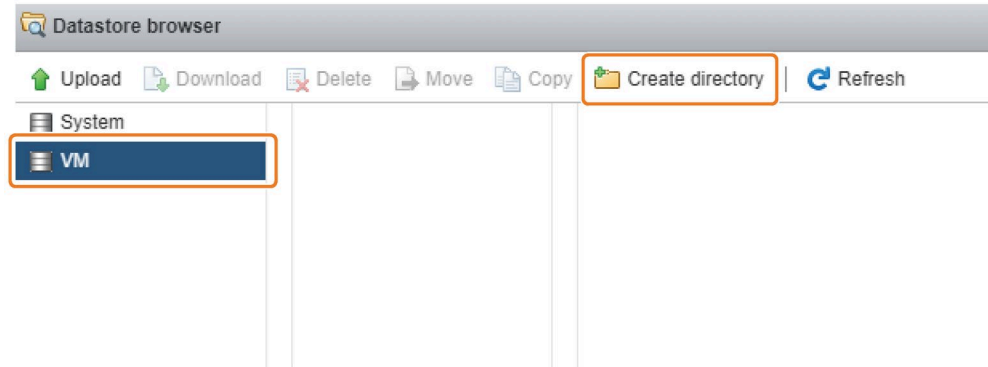 Datastore browser
Upload Download Delete Move Copy Create directory Refresh
System
VM